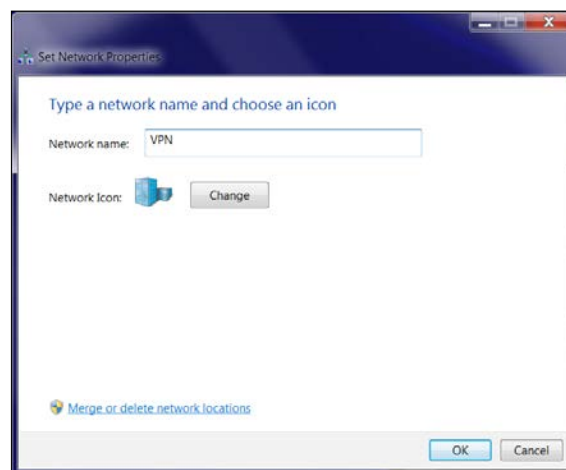 Set Network Properties
Type a network name and choose an icon
Network name: VPN
Network Icon: Change
Merge or delete network locations
OK Cancel